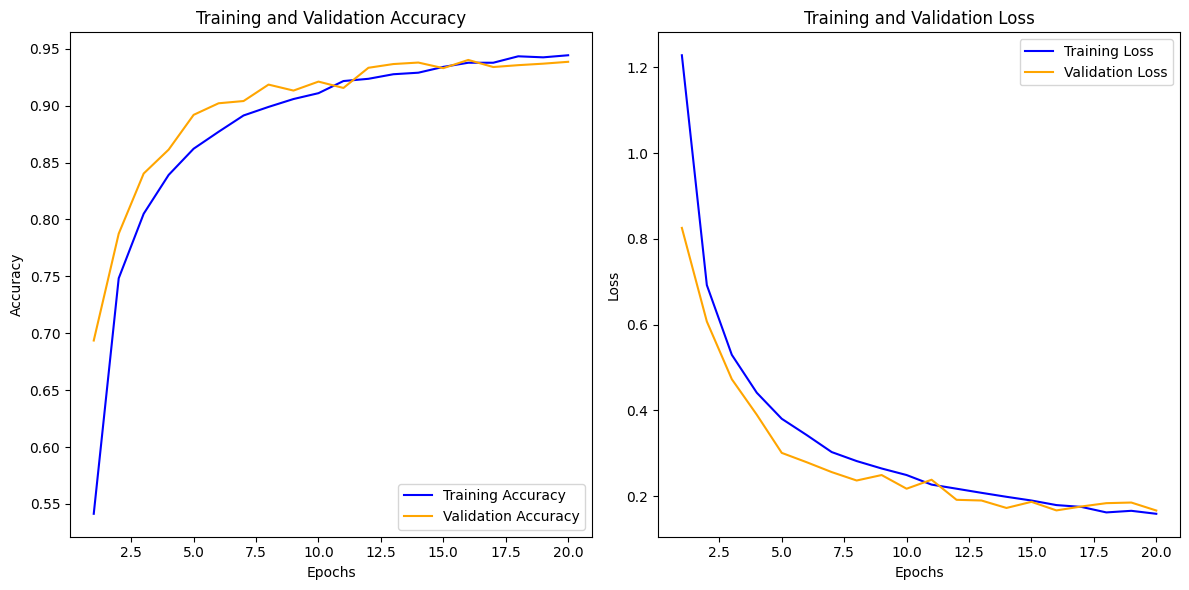 Training and Validation Accuracy
0.95
0.90
0.85
0.80
0.75
0.70
0.65
0.60
0.55
Accuracy
Training Accuracy
Validation Accuracy
2.5 5.0 7.5 10.0 12.5 15.0 17.5 20.0
Epochs
Training and Validation Loss
1.2
1.0
0.8
0.6
0.4
0.2
Loss
Training Loss
Validation Loss
2.5 5.0 7.5 10.0 12.5 15.0 17.5 20.0
Epochs